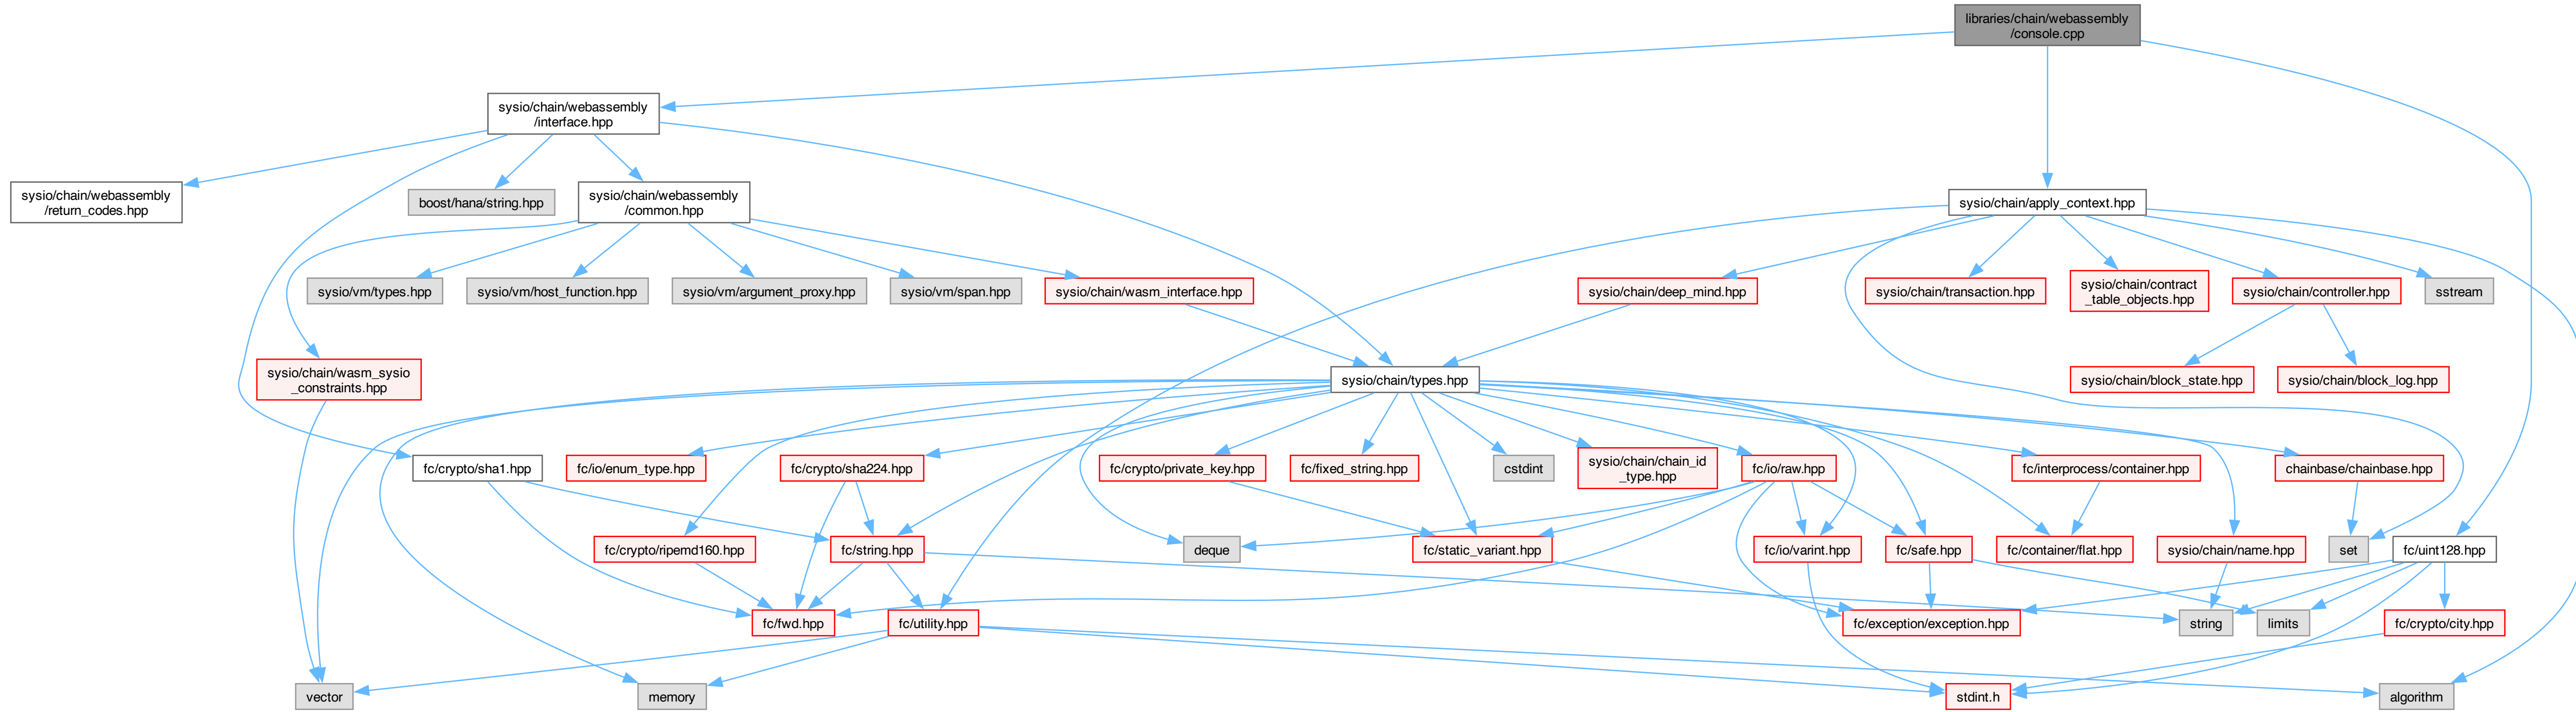 libraries/chain/webassembly
/console.cpp
sysio/chain/webassembly
/interface.hpp
sysio/chain/webassembly
/return_codes.hpp
boost/hana/string.hpp
sysio/chain/webassembly
/common.hpp
sysio/chain/apply_context.hpp
sysio/vm/types.hpp
sysio/vm/host_function.hpp
sysio/vm/argument_proxy.hpp
sysio/vm/span.hpp
sysio/chain/wasm_interface.hpp
sysio/chain/deep_mind.hpp
sysio/chain/transaction.hpp
sysio/chain/contract
_table_objects.hpp
sysio/chain/controller.hpp
sstream
sysio/chain/wasm_sysio
_constraints.hpp
sysio/chain/types.hpp
sysio/chain/block_state.hpp
sysio/chain/block_log.hpp
fc/crypto/sha1.hpp
fc/io/enum_type.hpp
fc/crypto/sha224.hpp
fc/crypto/private_key.hpp
fc/fixed_string.hpp
cstdint
sysio/chain/chain_id
_type.hpp
fc/io/raw.hpp
fc/interprocess/container.hpp
chainbase/chainbase.hpp
fc/crypto/ripemd160.hpp
fc/string.hpp
deque
fc/static_variant.hpp
fc/io/varint.hpp
fc/safe.hpp
fc/container/flat.hpp
sysio/chain/name.hpp
set
fc/uint128.hpp
fc/fwd.hpp
fc/utility.hpp
fc/exception/exception.hpp
string
limits
fc/crypto/city.hpp
vector
memory
stdint.h
algorithm